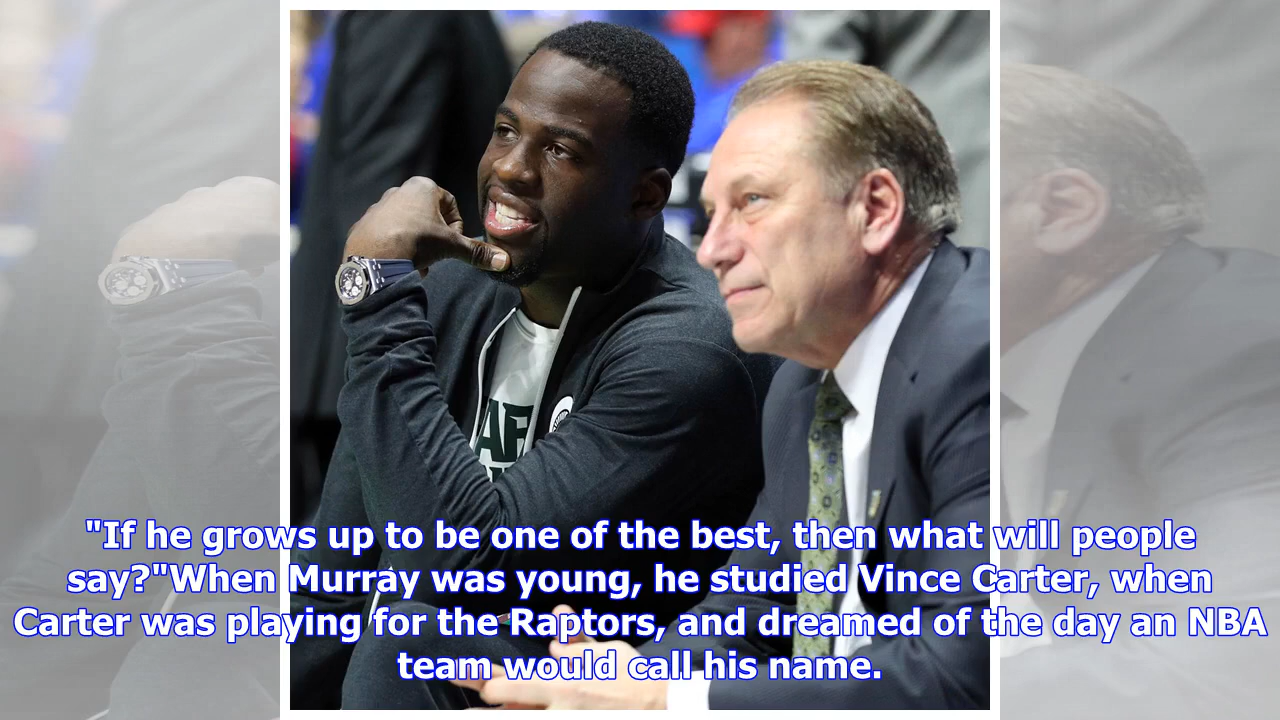 AF
"If he grows up to be one of the best, then what will people
say?"When Murray was young, he studied Vince Carter, when
Carter was playing for the Raptors, and dreamed of the day an NBA
team would call his name.